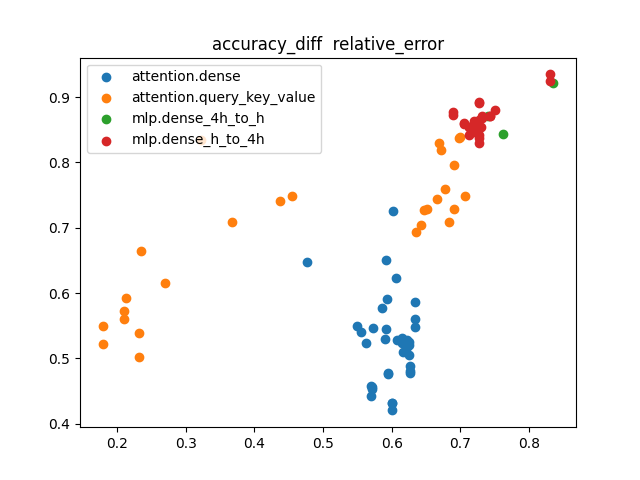 accuracy_diff  relative_error
attention.dense
attention.query_key_value
mlp.dense_4h_to_h
mlp.dense_h_to_4h
0.9
0.8
0.7
0.6
0.5
0.4
0.2 0.3 0.4 0.5 0.6 0.7 0.8